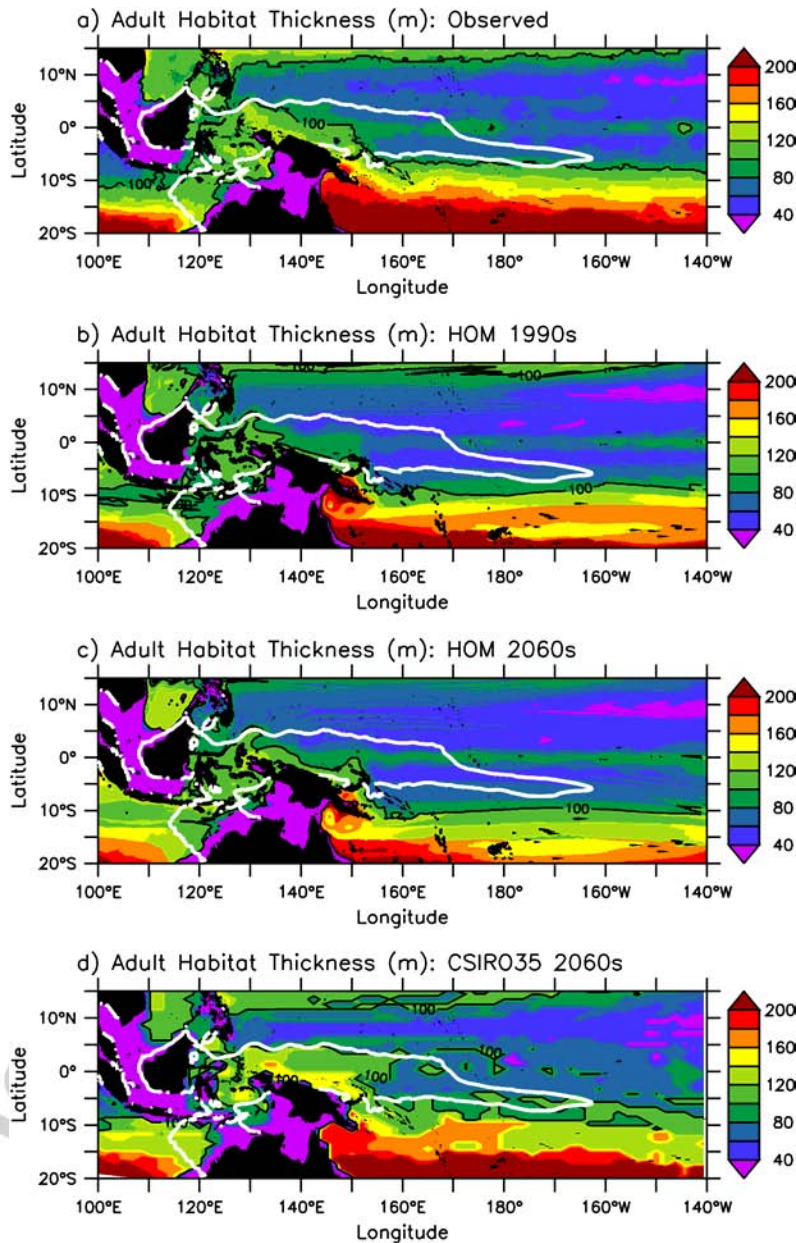 a) Adult Habitat Thickness (m): Observed
10°N
0°
10°S
20°S
Latitude
100
100
100°E 120°E 140°E 160°E 180° 160°W 140°W
Longitude
200
160
120
80
40
b) Adult Habitat Thickness (m): HOM 1990s
10°N
0°
10°S
20°S
Latitude
100
100
100
100°E 120°E 140°E 160°E 180° 160°W 140°W
Longitude
200
160
120
80
40
c) Adult Habitat Thickness (m): HOM 2060s
10°N
0°
10°S
20°S
Latitude
100
100°E 120°E 140°E 160°E 180° 160°W 140°W
Longitude
200
160
120
80
40
d) Adult Habitat Thickness (m): CSIRO35 2060s
10°N
0°
10°S
20°S
Latitude
100
100
100
100
100°E 120°E 140°E 160°E 180° 160°W 140°W
Longitude
200
160
120
80
40